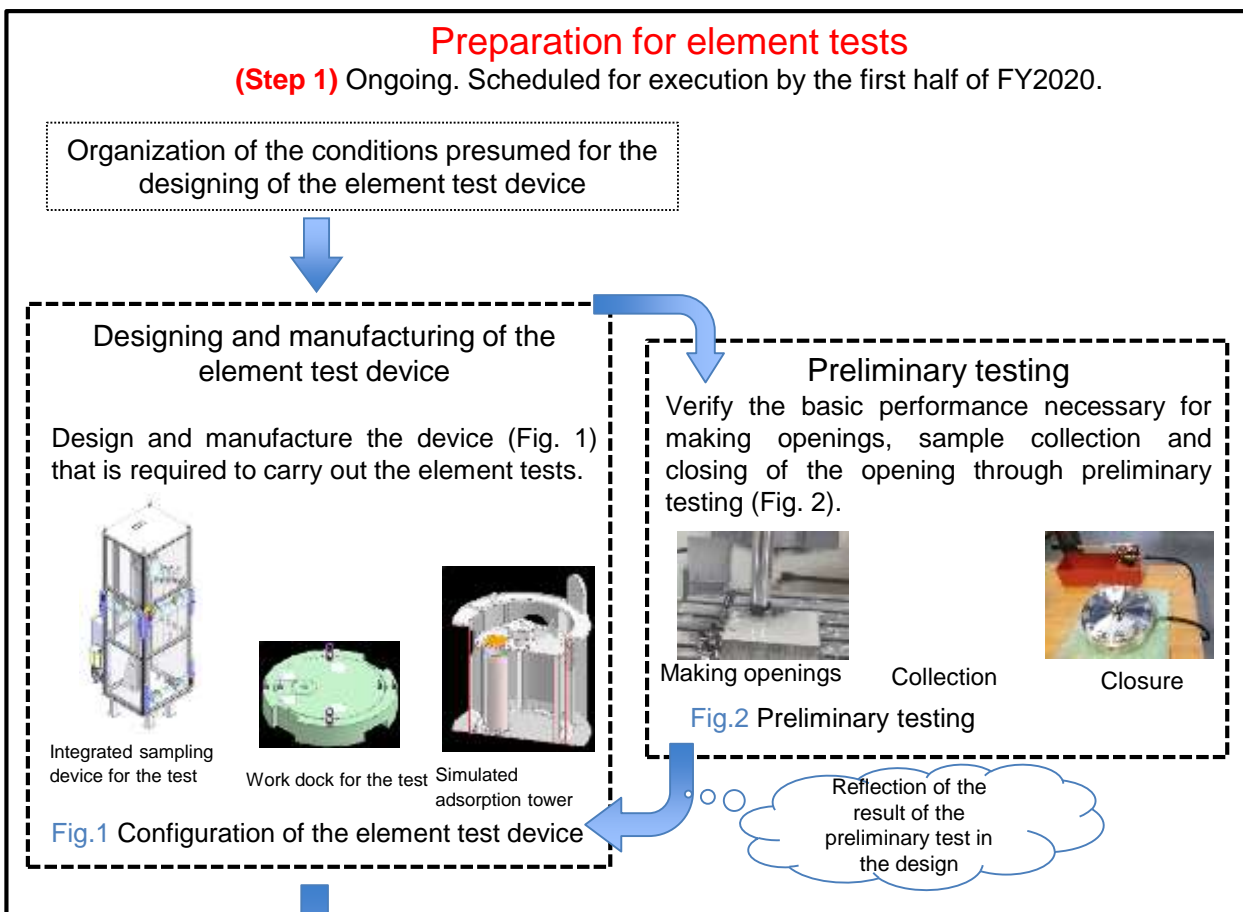 Preparation for element tests
(Step 1) Ongoing. Scheduled for execution by the first half of FY2020.
Organization of the conditions presumed for the
designing of the element test device
Designing and manufacturing of the
element test device
Design and manufacture the device (Fig. 1)
that is required to carry out the element tests.
Integrated sampling
device for the test
Work dock for the test
Simulated
adsorption tower
Fig.1 Configuration of the element test device
Preliminary testing
Verify the basic performance necessary for
making openings, sample collection and
closing of the opening through preliminary
testing (Fig. 2).
Making openings
Collection
Closure
Fig.2 Preliminary testing
Reflection of the
result of the
preliminary test in
the design